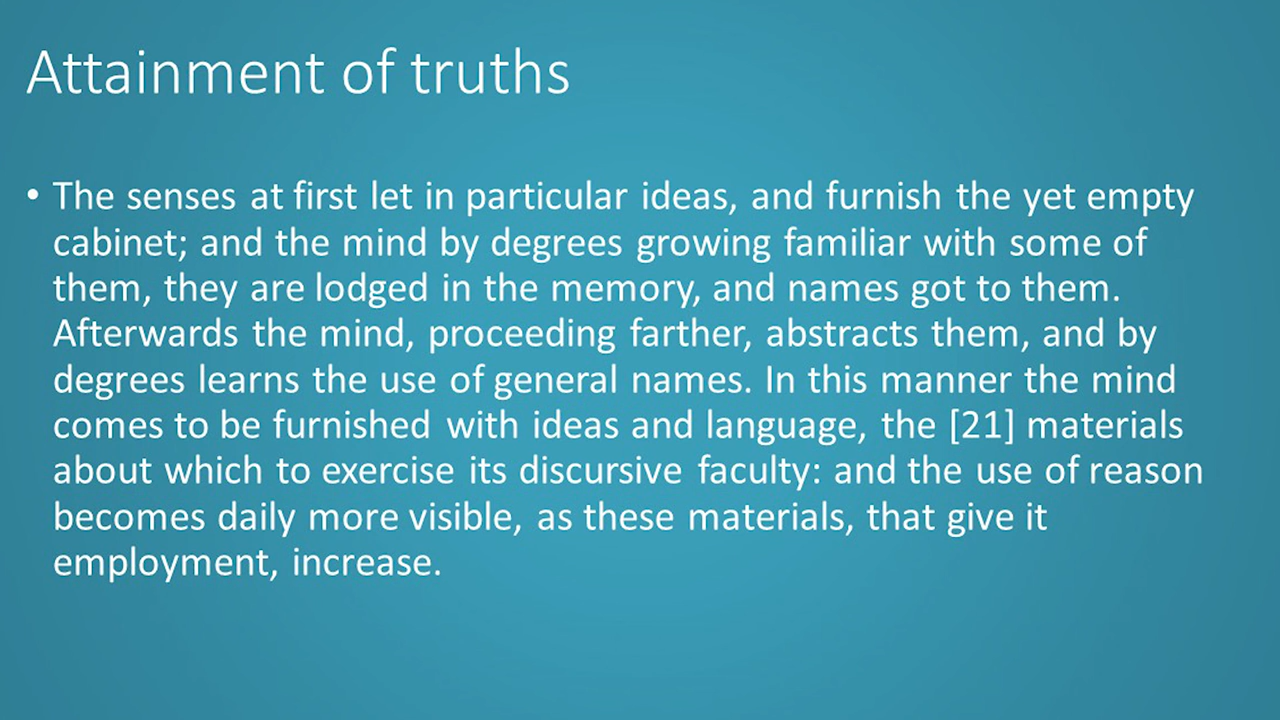 Attainment of truths
• The senses at first let in particular ideas, and furnish the yet empty
cabinet; and the mind by degrees growing familiar with some of
them, they are lodged in the memory, and names got to them.
Afterwards the mind, proceeding farther, abstracts them, and by
degrees learns the use of general names. In this manner the mind
comes to be furnished with ideas and language, the [21] materials
about which to exercise its discursive faculty: and the use of reason
becomes daily more visible, as these materials, that give it
employment, increase.